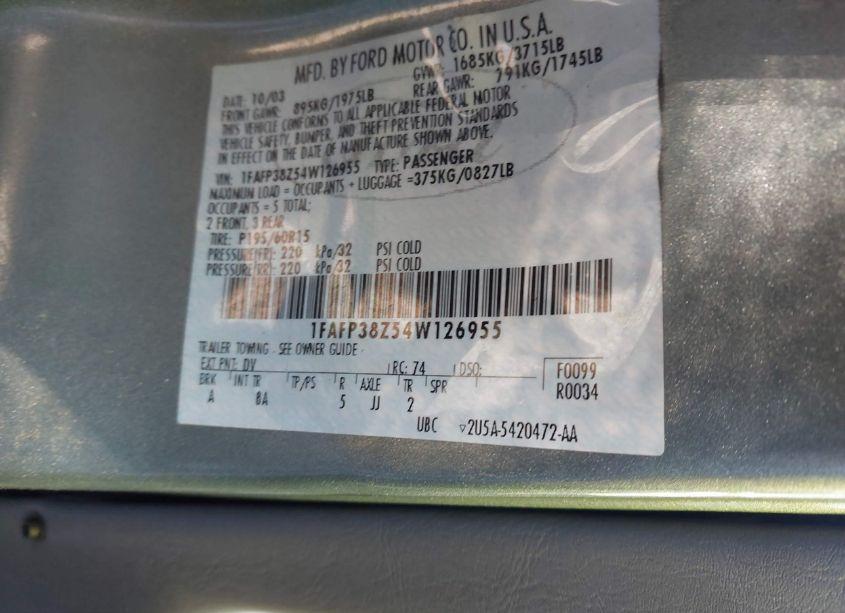 MFD. BY FORD MOTOR CO. IN U.S.A.
DATE: 10/03 GVWR: 1685KG/3715LB
FRONT GAWR: 895KG/1975LB REAR GAWR: 791KG/1745LB
THIS VEHICLE CONFORMS TO ALL APPLICABLE FEDERAL MOTOR
VEHICLE SAFETY, BUMPER, AND THEFT PREVENTION STANDARDS
IN EFFECT ON THE DATE OF MANUFACTURE SHOWN ABOVE.
VIN: 1FAFP38Z54W126955 TYPE: PASSENGER
MAXIMUM LOAD = OCCUPANTS + LUGGAGE =375KG/0827LB
OCCUPANTS = 5 TOTAL;
2 FRONT, 3 REAR
TIRE: P195/60R15
PRESSURE(FR) 220 kPa/32 PSI COLD
PRESSURE(RR) 220 kPa/32 PSI COLD
1FAFP38Z54W126955
TRAILER TOWING - SEE OWNER GUIDE -
EXT PNT: DV RC: 74 DSO: F0099
BRK INT TR TP/PS R AXLE TR SPR R0034
A 8A 5 JJ 2
UBC ▽2U5A-5420472-AA